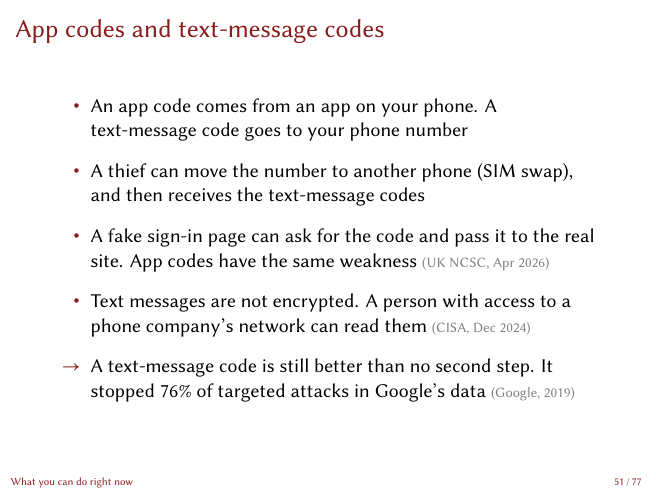 App codes and text-message codes
• An app code comes from an app on your phone. A
text-message code goes to your phone number
• A thief can move the number to another phone (SIM swap),
and then receives the text-message codes
• A fake sign-in page can ask for the code and pass it to the real
site. App codes have the same weakness (UK NCSC, Apr 2026)
• Text messages are not encrypted. A person with access to a
phone company’s network can read them (CISA, Dec 2024)
→ A text-message code is still better than no second step. It
stopped 76% of targeted attacks in Google’s data (Google, 2019)
What you can do right now
51 / 77